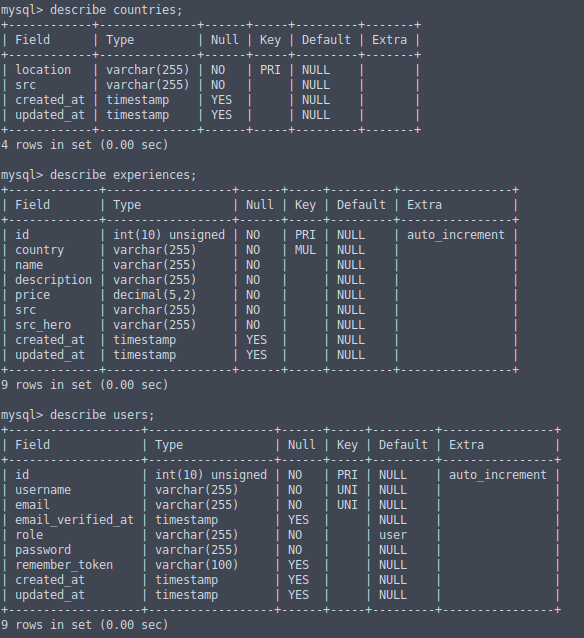 mysql> describe countries;
+------------+--------------+------+-----+---------+-------+
| Field      | Type         | Null | Key | Default | Extra |
+------------+--------------+------+-----+---------+-------+
| location   | varchar(255) | NO   | PRI | NULL    |       |
| src        | varchar(255) | NO   |     | NULL    |       |
| created_at | timestamp    | YES  |     | NULL    |       |
| updated_at | timestamp    | YES  |     | NULL    |       |
+------------+--------------+------+-----+---------+-------+
4 rows in set (0.00 sec)
mysql> describe experiences;
+-------------+------------------+------+-----+---------+----------------+
| Field       | Type             | Null | Key | Default | Extra          |
+-------------+------------------+------+-----+---------+----------------+
| id          | int(10) unsigned | NO   | PRI | NULL    | auto_increment |
| country     | varchar(255)     | NO   | MUL | NULL    |                |
| name        | varchar(255)     | NO   |     | NULL    |                |
| description | varchar(255)     | NO   |     | NULL    |                |
| price       | decimal(5,2)     | NO   |     | NULL    |                |
| src         | varchar(255)     | NO   |     | NULL    |                |
| src_hero    | varchar(255)     | NO   |     | NULL    |                |
| created_at  | timestamp        | YES  |     | NULL    |                |
| updated_at  | timestamp        | YES  |     | NULL    |                |
+-------------+------------------+------+-----+---------+----------------+
9 rows in set (0.00 sec)
mysql> describe users;
+-------------------+------------------+------+-----+---------+----------------+
| Field             | Type             | Null | Key | Default | Extra          |
+-------------------+------------------+------+-----+---------+----------------+
| id                | int(10) unsigned | NO   | PRI | NULL    | auto_increment |
| username          | varchar(255)     | NO   | UNI | NULL    |                |
| email             | varchar(255)     | NO   | UNI | NULL    |                |
| email_verified_at | timestamp        | YES  |     | NULL    |                |
| role              | varchar(255)     | NO   |     | user    |                |
| password          | varchar(255)     | NO   |     | NULL    |                |
| remember_token    | varchar(100)     | YES  |     | NULL    |                |
| created_at        | timestamp        | YES  |     | NULL    |                |
| updated_at        | timestamp        | YES  |     | NULL    |                |
+-------------------+------------------+------+-----+---------+----------------+
9 rows in set (0.00 sec)